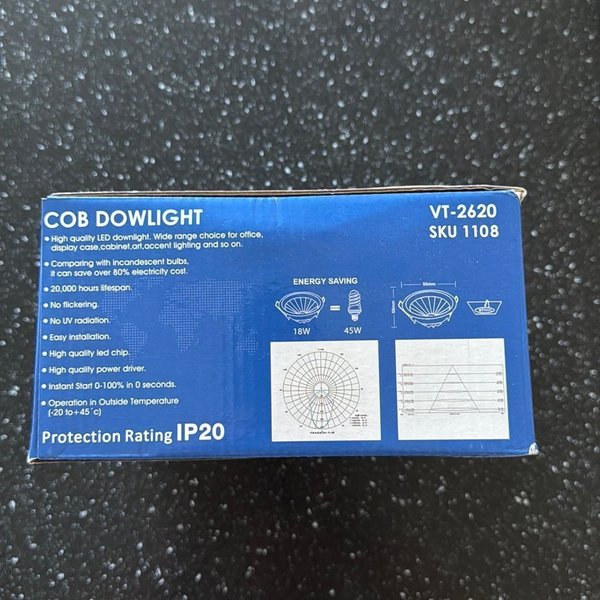 COB DOWLIGHT
• High quality LED downlight. Wide range choice for office,
display case,cabinet,art,accent lighting and so on.
• Comparing with incandescent bulbs,
it can save over 80% electricity cost.
• 20,000 hours lifespan.
• No flickering.
• No UV radiation.
• Easy installation.
• High quality led chip.
• High quality power driver.
• Instant Start 0-100% in 0 seconds.
• Operation in Outside Temperature
(-20 to+45´c)
Protection Rating IP20
VT-2620
SKU 1108
ENERGY SAVING
=
18W
45W